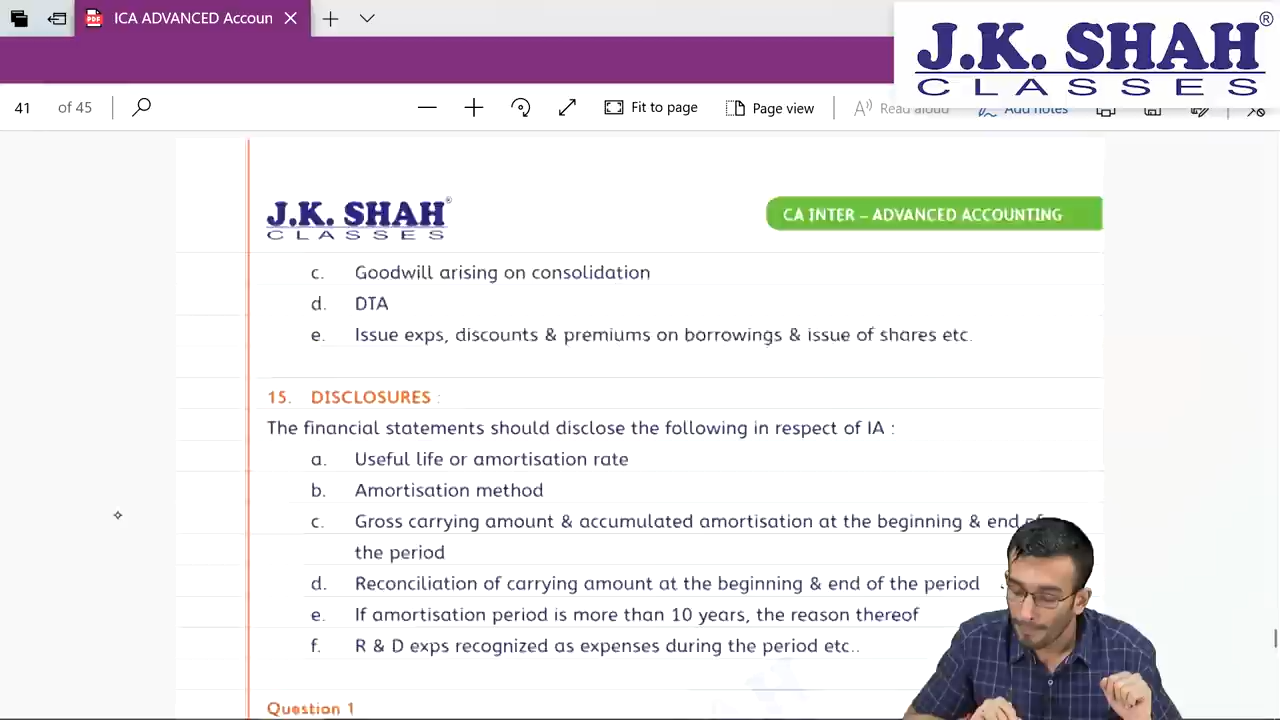 ICA ADVANCED Accoun
J.K. SHAH®
CLASSES
41 of 45
Fit to page
Page view
Read aloud
Add notes
J.K. SHAH®
CLASSES
CA INTER – ADVANCED ACCOUNTING
c. Goodwill arising on consolidation
d. DTA
e. Issue exps, discounts & premiums on borrowings & issue of shares etc.
15. DISCLOSURES :
The financial statements should disclose the following in respect of IA :
a. Useful life or amortisation rate
b. Amortisation method
c. Gross carrying amount & accumulated amortisation at the beginning & end of
the period
d. Reconciliation of carrying amount at the beginning & end of the period
e. If amortisation period is more than 10 years, the reason thereof
f. R & D exps recognized as expenses during the period etc..
Question 1